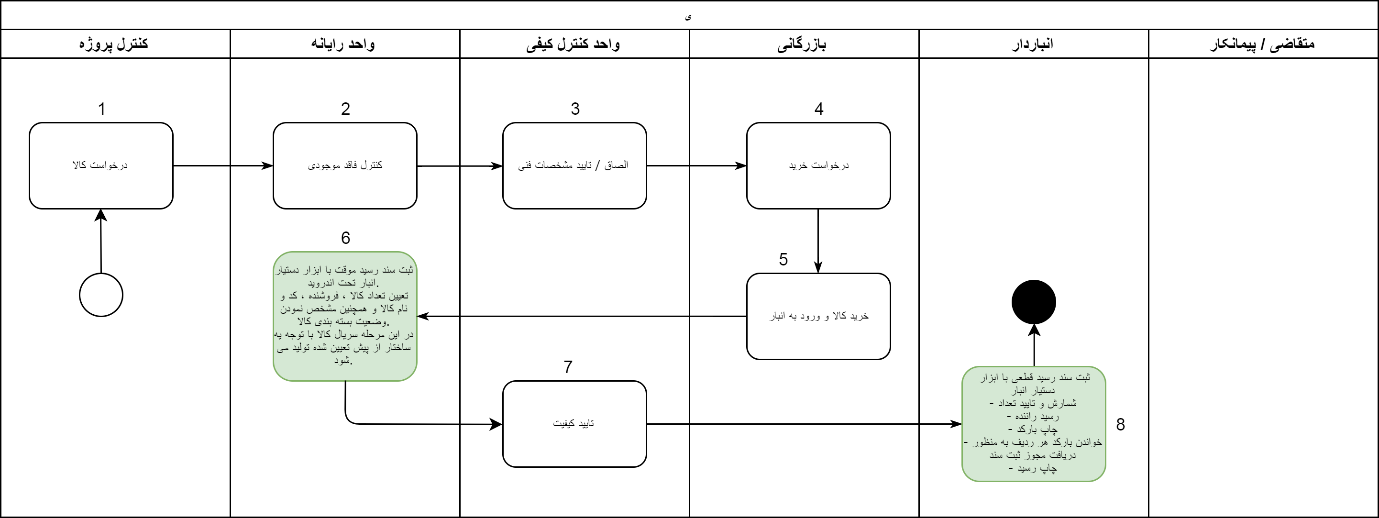 ی
کنترل پروژه
واحد رایانه
واحد کنترل کیفی
بازرگانی
انباردار
متقاضی / پیمانکار
1
درخواست کالا
2
کنترل فاقد موجودی
3
الصاق / تایید مشخصات فنی
4
درخواست خرید
5
خرید کالا و ورود به انبار
6
ثبت سند رسید موقت با ابزار دستیار
انبار تحت اندروید.
تعیین تعداد کالا ، فروشنده ، کد و
نام کالا و همچنین مشخص نمودن
وضعیت بسته بندی کالا.
در این مرحله سریال کالا با توجه به
ساختار از پیش تعیین شده تولید می
شود.
7
تایید کیفیت
8
ثبت سند رسید قطعی با ابزار
دستیار انبار
- شمارش و تایید تعداد
- رسید راننده
- چاپ بارکد
- خواندن بارکد هر ردیف به منظور
دریافت مجوز ثبت سند
- چاپ رسید